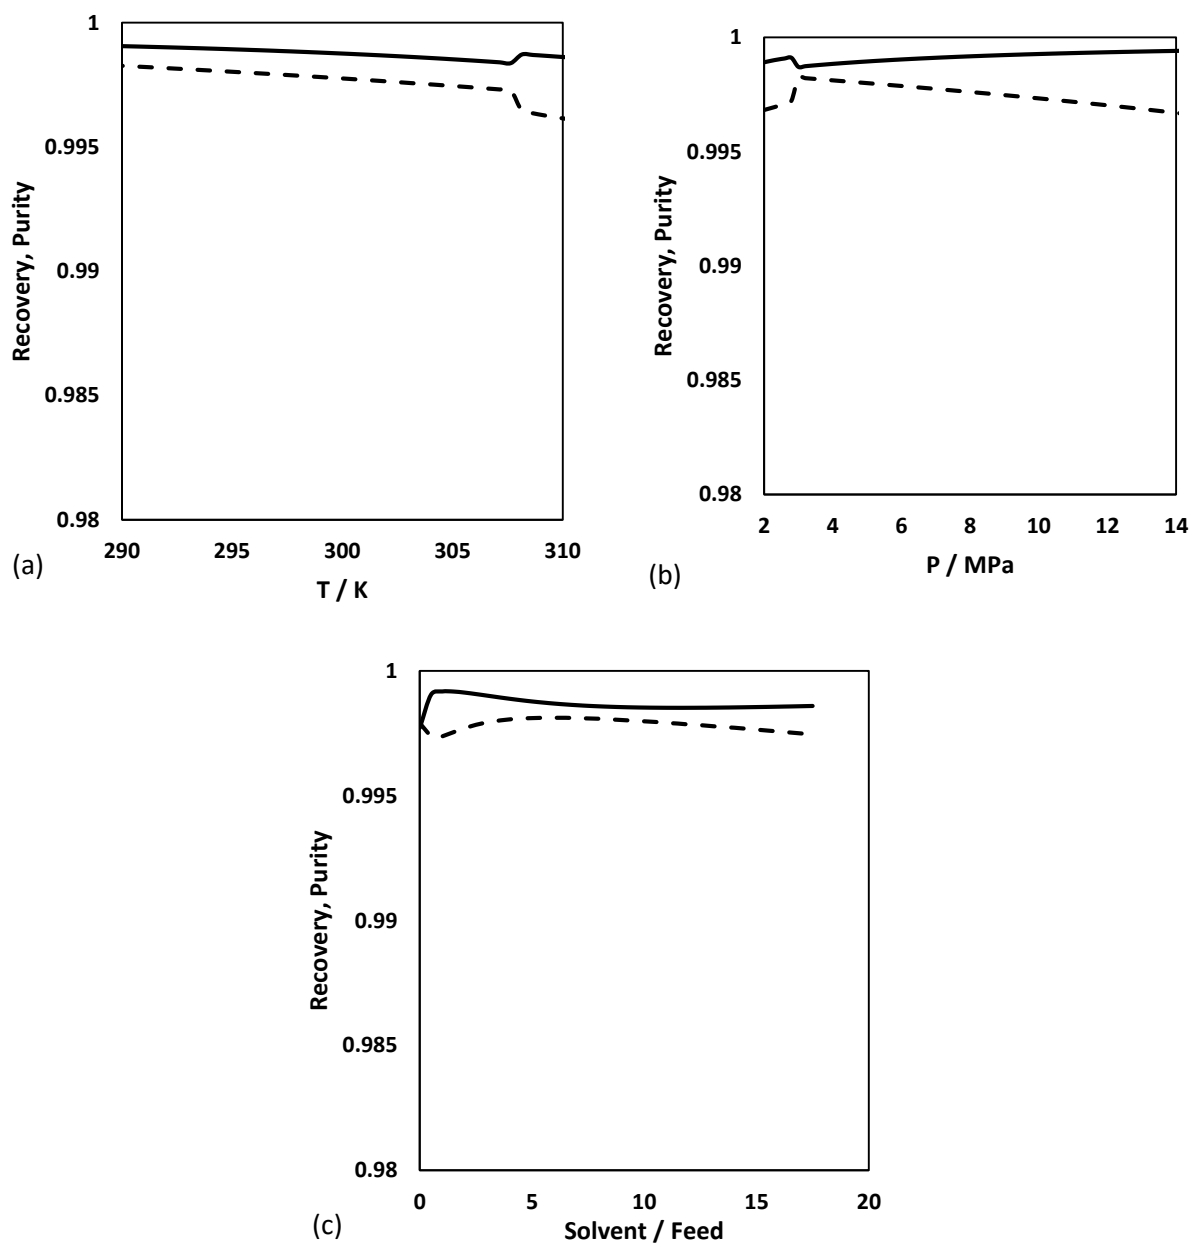 1
0.995
0.99
0.985
0.98
Recovery, Purity
290 295 300 305 310
T / K
(a)
1
0.995
0.99
0.985
0.98
Recovery, Purity
2 4 6 8 10 12 14
P / MPa
(b)
1
0.995
0.99
0.985
0.98
Recovery, Purity
0 5 10 15 20
Solvent / Feed
(c)